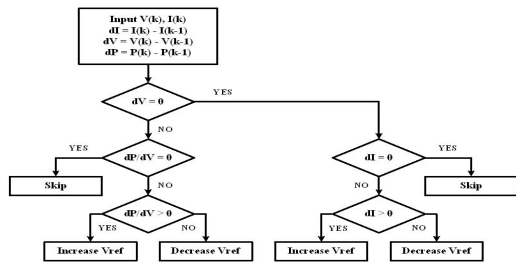 Input V(k), I(k)
dI = I(k) - I(k-1)
dV = V(k) - V(k-1)
dP = P(k) - P(k-1)
YES
dV = 0
NO
YES
dP/dV = 0
dI = 0
YES
Skip
NO
NO
Skip
dP/dV > 0
dI > 0
YES
NO
YES
NO
Increase Vref
Decrease Vref
Increase Vref
Decrease Vref